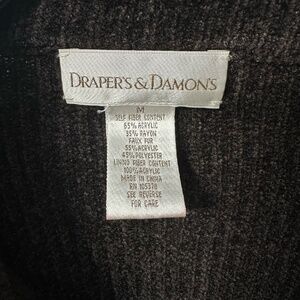 DRAPER'S & DAMON'S
M
SELF FIBER CONTENT
65% ACRYLIC
35% RAYON
FAUX FUR
55% ACRYLIC
45% POLYESTER
LINING FIBER CONTENT
100% ACRYLIC
MADE IN CHINA
RN 105378
SEE REVERSE
FOR CARE